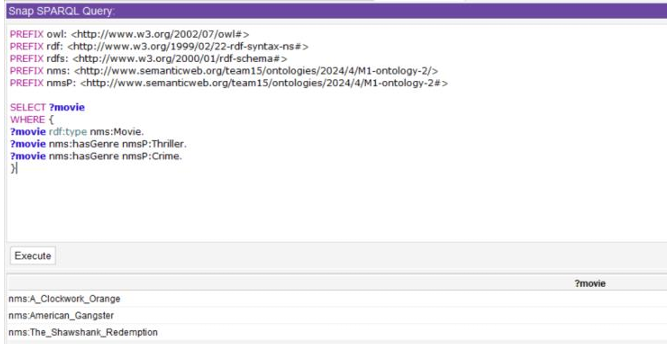 Snap SPARQL Query:
PREFIX owl: <http://www.w3.org/2002/07/owl#>
PREFIX rdf: <http://www.w3.org/1999/02/22-rdf-syntax-ns#>
PREFIX rdfs: <http://www.w3.org/2000/01/rdf-schema#>
PREFIX nms: <http://www.semanticweb.org/team15/ontologies/2024/4/M1-ontology-2/>
PREFIX nmsP: <http://www.semanticweb.org/team15/ontologies/2024/4/M1-ontology-2#>
SELECT ?movie
WHERE {
?movie rdf:type nms:Movie.
?movie nms:hasGenre nmsP:Thriller.
?movie nms:hasGenre nmsP:Crime.
}
Execute
?movie
nms:A_Clockwork_Orange
nms:American_Gangster
nms:The_Shawshank_Redemption